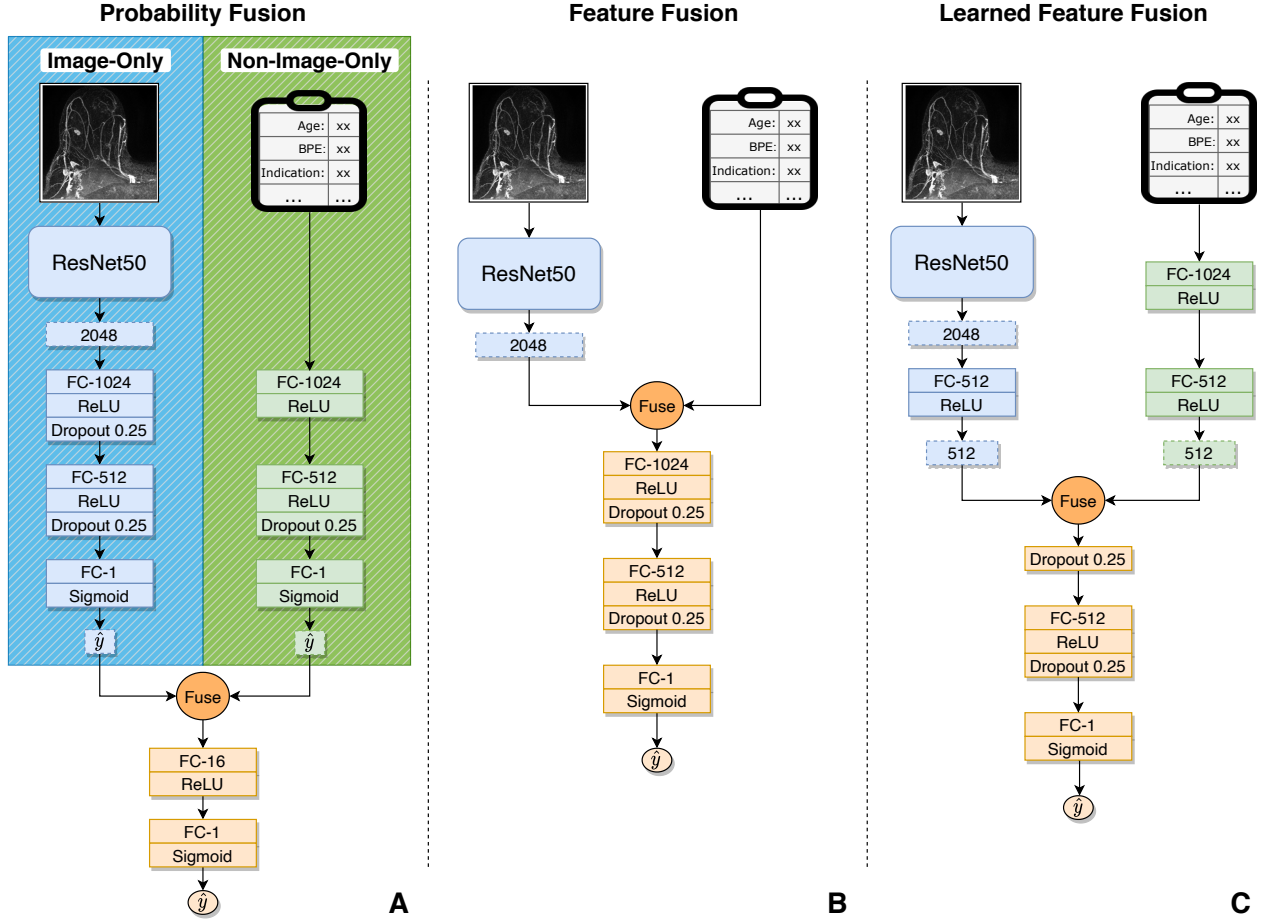 Probability Fusion
Image-Only
Non-Image-Only
Age: xx
BPE: xx
Indication: xx
... ...
ResNet50
2048
FC-1024
ReLU
Dropout 0.25
FC-512
ReLU
Dropout 0.25
FC-1
Sigmoid
ŷ
FC-1024
ReLU
FC-512
ReLU
Dropout 0.25
FC-1
Sigmoid
ŷ
Fuse
FC-16
ReLU
FC-1
Sigmoid
ŷ
A
Feature Fusion
Age: xx
BPE: xx
Indication: xx
... ...
ResNet50
2048
Fuse
FC-1024
ReLU
Dropout 0.25
FC-512
ReLU
Dropout 0.25
FC-1
Sigmoid
ŷ
B
Learned Feature Fusion
Age: xx
BPE: xx
Indication: xx
... ...
ResNet50
2048
FC-512
ReLU
512
FC-1024
ReLU
FC-512
ReLU
512
Fuse
Dropout 0.25
FC-512
ReLU
Dropout 0.25
FC-1
Sigmoid
ŷ
C